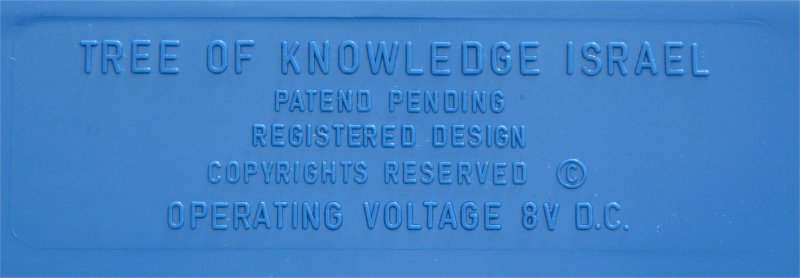 TREE OF KNOWLEDGE ISRAEL
PATEND PENDING
REGISTERED DESIGN
COPYRIGHTS RESERVED ©
OPERATING VOLTAGE 8V D.C.